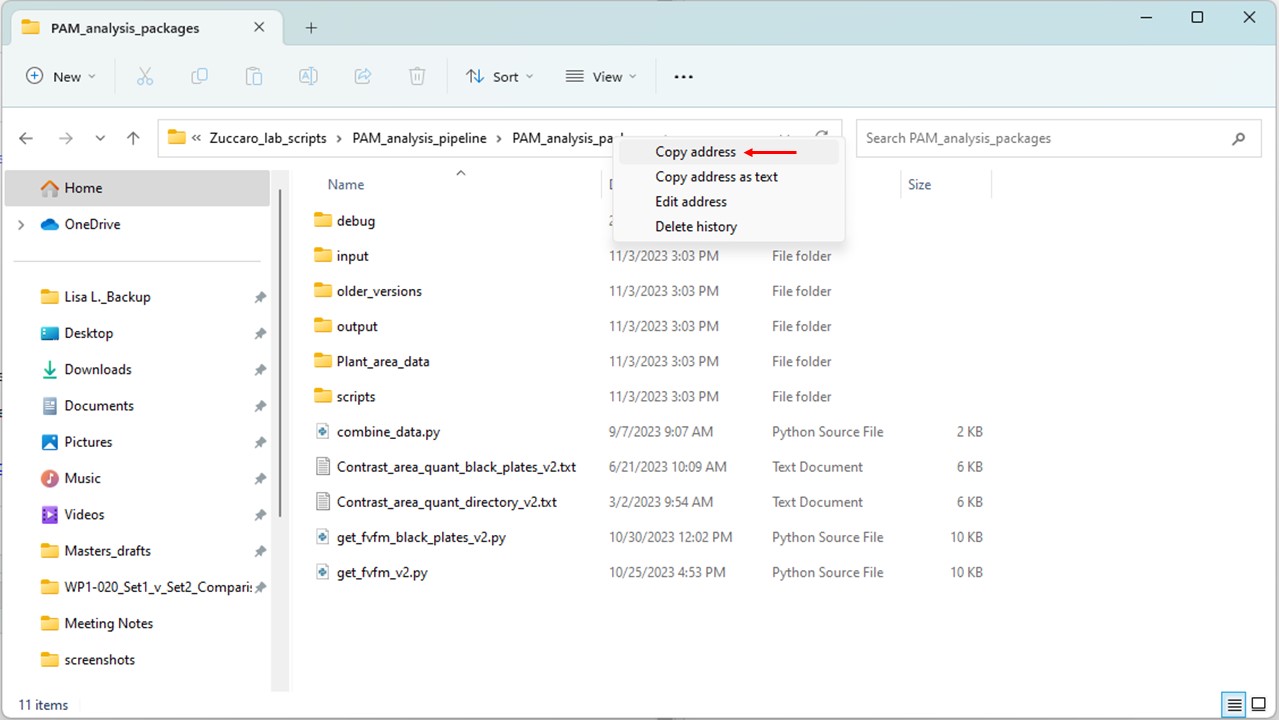 PAM_analysis_packages
New
Sort
View
Zuccaro_lab_scripts
PAM_analysis_pipeline
Search PAM_analysis_packages
Copy address
Copy address as text
Edit address
Delete history
Home
OneDrive
Lisa L._Backup
Desktop
Downloads
Documents
Pictures
Music
Videos
Masters_drafts
WP1-020_Set1_v_Set2_Comparis
Meeting Notes
screenshots
Name Size
debug
input 11/3/2023 3:03 PM File folder
older_versions 11/3/2023 3:03 PM File folder
output 11/3/2023 3:03 PM File folder
Plant_area_data 11/3/2023 3:03 PM File folder
scripts 11/3/2023 3:03 PM File folder
combine_data.py 9/7/2023 9:07 AM Python Source File 2 KB
Contrast_area_quant_black_plates_v2.txt 6/21/2023 10:09 AM Text Document 6 KB
Contrast_area_quant_directory_v2.txt 3/2/2023 9:54 AM Text Document 6 KB
get_fvfm_black_plates_v2.py 10/30/2023 12:02 PM Python Source File 10 KB
get_fvfm_v2.py 10/25/2023 4:53 PM Python Source File 10 KB
11 items